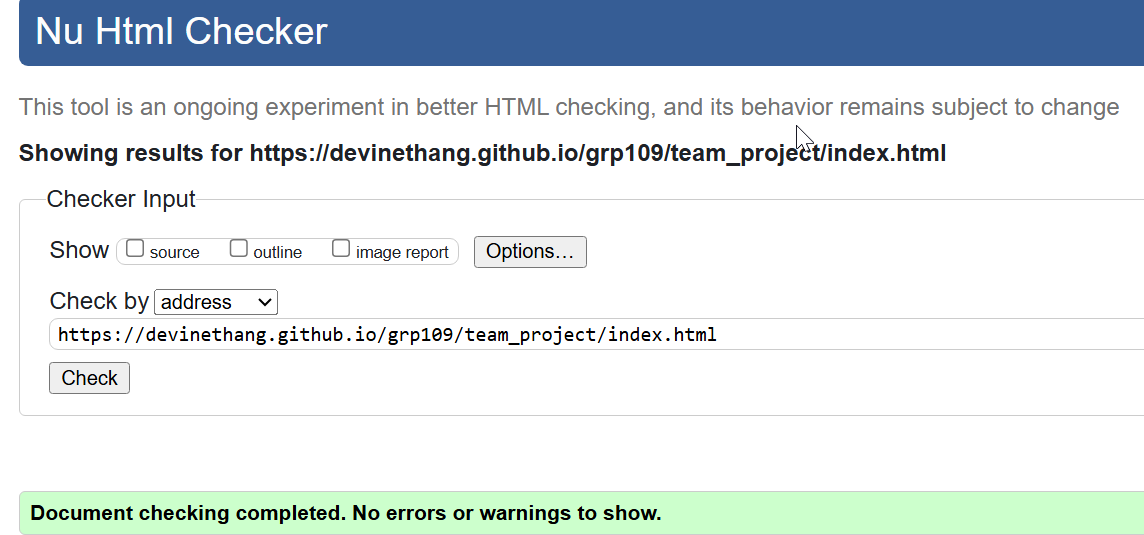 Nu Html Checker
This tool is an ongoing experiment in better HTML checking, and its behavior remains subject to change
Showing results for https://devinethang.github.io/grp109/team_project/index.html
Checker Input
Show source outline image report Options...
Check by address
https://devinethang.github.io/grp109/team_project/index.html
Check
Document checking completed. No errors or warnings to show.